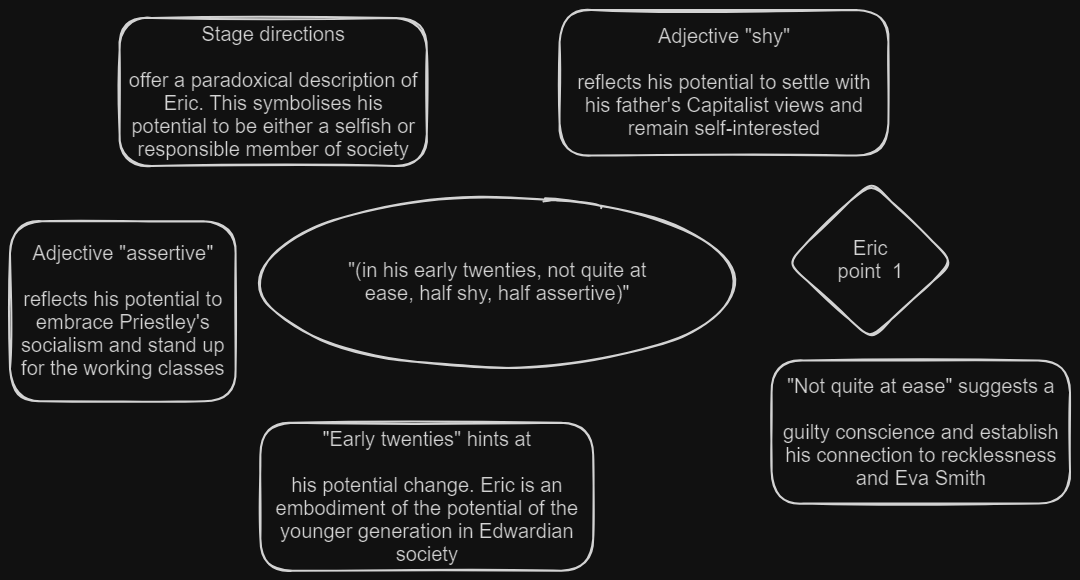 Stage directions
offer a paradoxical description of
Eric. This symbolises his
potential to be either a selfish or
responsible member of society
Adjective "shy"
reflects his potential to settle with
his father's Capitalist views and
remain self-interested
Adjective "assertive"
reflects his potential to
embrace Priestley's
socialism and stand up
for the working classes
"(in his early twenties, not quite at
ease, half shy, half assertive)"
Eric
point 1
"Early twenties" hints at
his potential change. Eric is an
embodiment of the potential of the
younger generation in Edwardian
society
"Not quite at ease" suggests a
guilty conscience and establish
his connection to recklessness
and Eva Smith